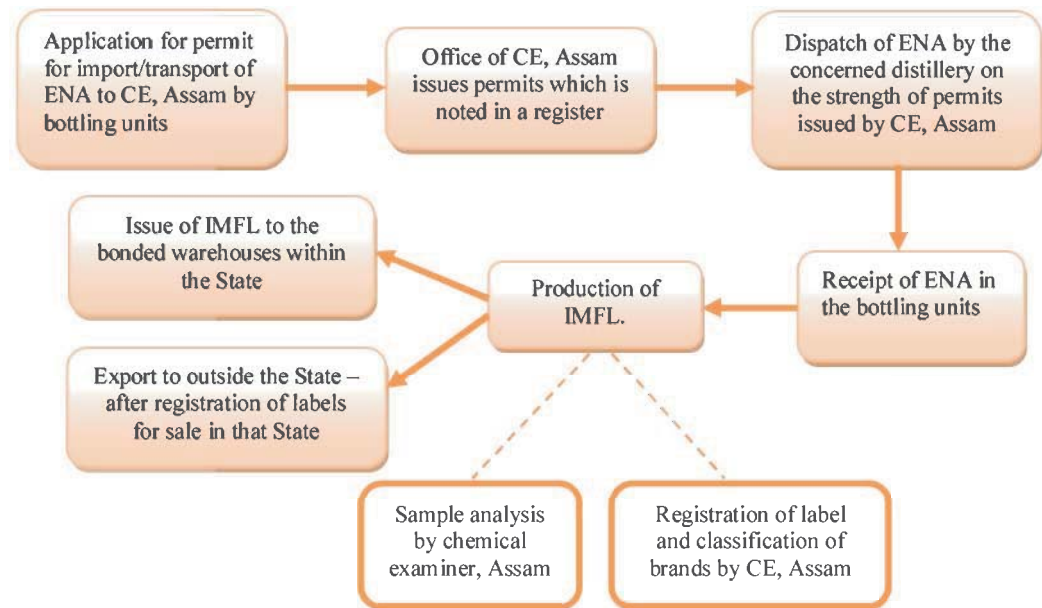 Application for permit
for import/transport of
ENA to CE, Assam by
bottling units
Office of CE, Assam
issues permits which is
noted in a register
Dispatch of ENA by the
concerned distillery on
the strength of permits
issued by CE, Assam
Receipt of ENA in
the bottling units
Production of
IMFL.
Issue of IMFL to the
bonded warehouses within
the State
Export to outside the State –
after registration of labels
for sale in that State
Sample analysis
by chemical
examiner, Assam
Registration of label
and classification of
brands by CE, Assam